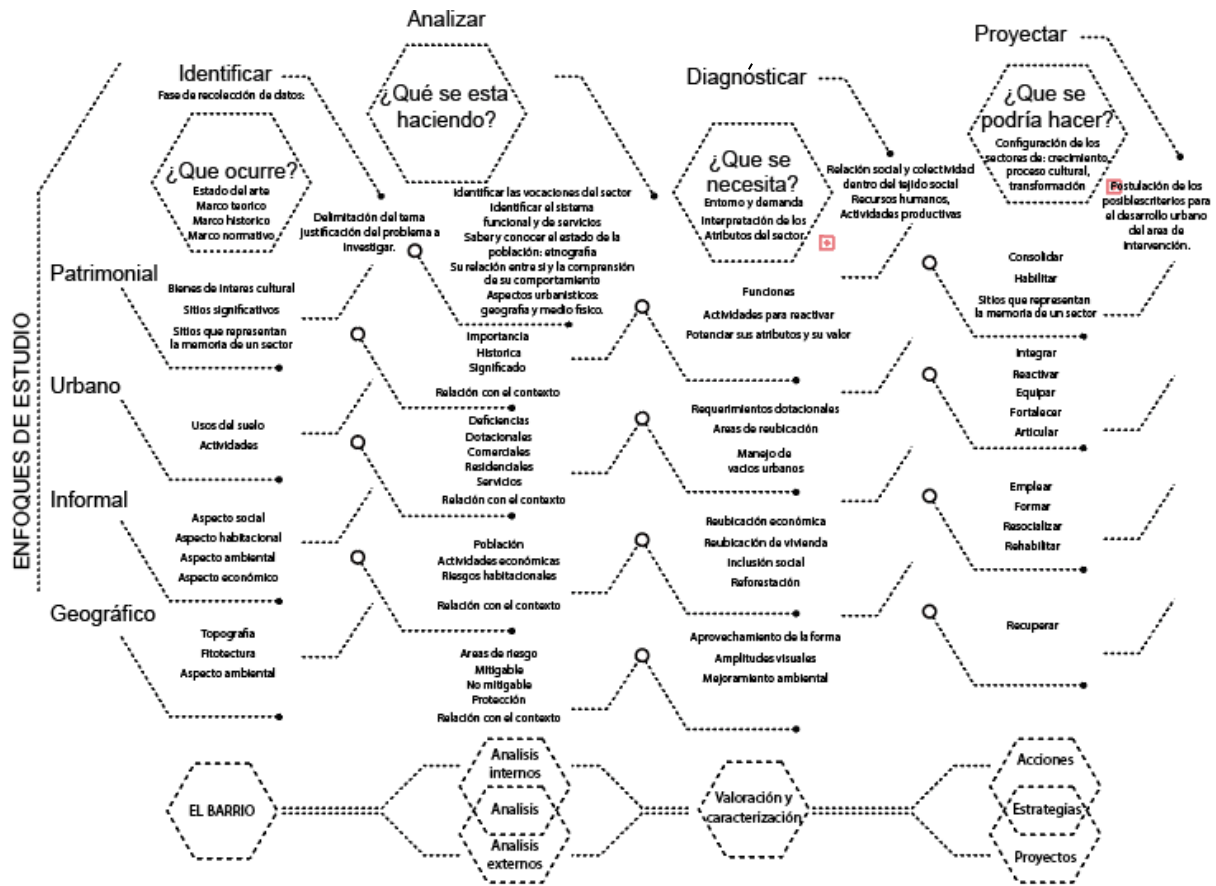 ENFOQUES DE ESTUDIO
Identificar
Fase de recolección de datos:
¿Que ocurre?
Estado del arte
Marco teorico
Marco historico
Marco normativo
Delimitación del tema
justificación del problema a
investigar.
Analizar
¿Qué se esta
haciendo?
Identificar las vocaciones del sector
Identificar el sistema
funcional y de servicios
Saber y conocer el estado de la
población: etnografia
Su relación entre si y la comprensión
de su comportamiento
Aspectos urbanisticos:
geografia y medio fisico.
Diagnósticar
¿Que se
necesita?
Entorno y demanda
Interpretación de los
Atributos del sector.
Relación social y colectividad
dentro del tejido social
Recursos humanos,
Actividades productivas
Proyectar
¿Que se
podría hacer?
Configuración de los
sectores de: crecimiento,
proceso cultural,
transformación
Postulación de los
posiblescriterios para
el desarrollo urbano
del area de
intervención.
Patrimonial
Bienes de interes cultural
Sitios significativos
Sitios que representan
la memoria de un sector
Importancia
Historica
Significado
Relación con el contexto
Funciones
Actividades para reactivar
Potenciar sus atributos y su valor
Consolidar
Habilitar
Sitios que representan
la memoria de un sector
Urbano
Usos del suelo
Actividades
Deficiencias
Dotacionales
Comerciales
Residenciales
Servicios
Relación con el contexto
Requerimientos dotacionales
Areas de reubicación
Manejo de
vacios urbanos
Integrar
Reactivar
Equipar
Fortalecer
Articular
Informal
Aspecto social
Aspecto habitacional
Aspecto ambiental
Aspecto económico
Población
Actividades económicas
Riesgos habitacionales
Relación con el contexto
Reubicación económica
Reubicación de vivienda
Inclusión social
Reforestación
Emplear
Formar
Resocializar
Rehabilitar
Geográfico
Topografia
Fitotectura
Aspecto ambiental
Areas de riesgo
Mitigable
No mitigable
Protección
Relación con el contexto
Aprovechamiento de la forma
Amplitudes visuales
Mejoramiento ambiental
Recuperar
EL BARRIO
Analisis
internos
Analisis
Analisis
externos
Valoración y
caracterización
Acciones
Estrategias
Proyectos